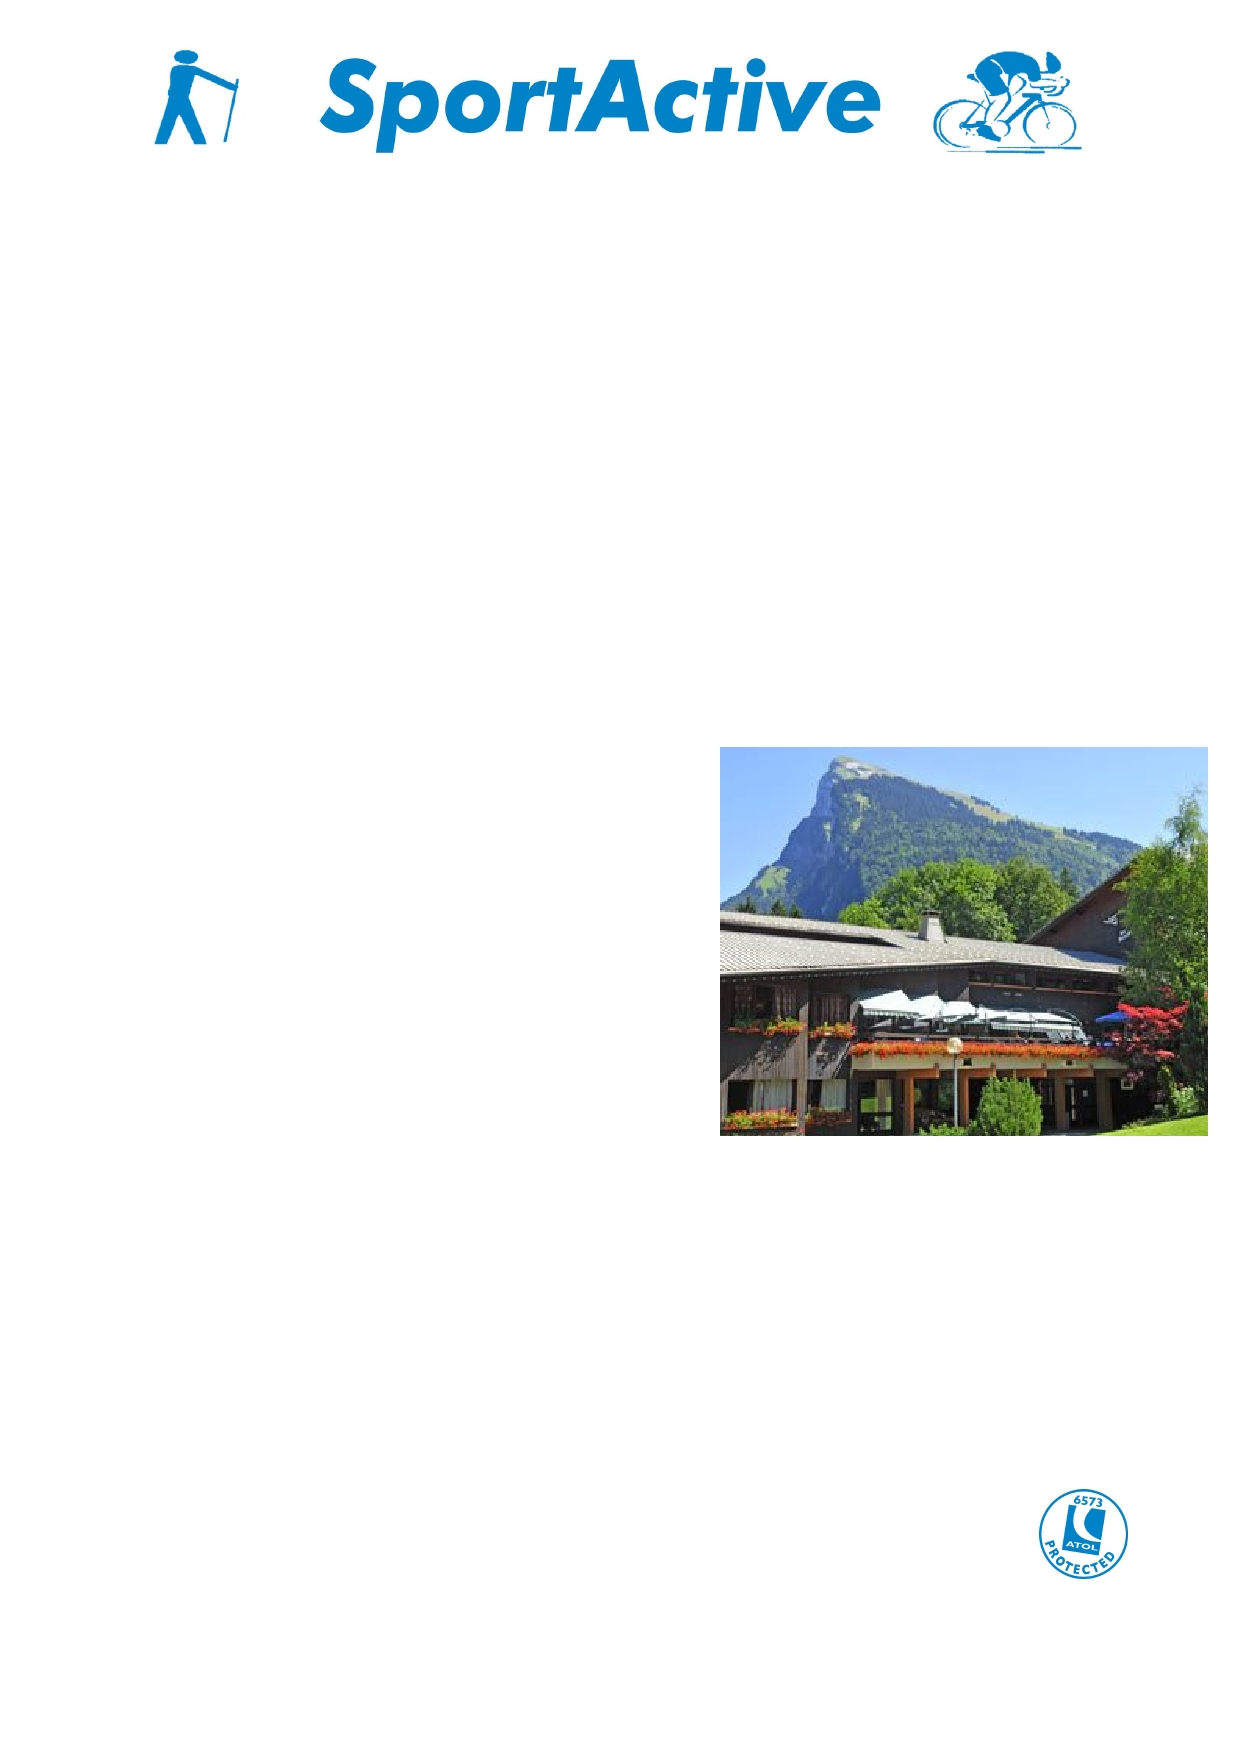 SportActive
6573
ATOL
PROTECTED